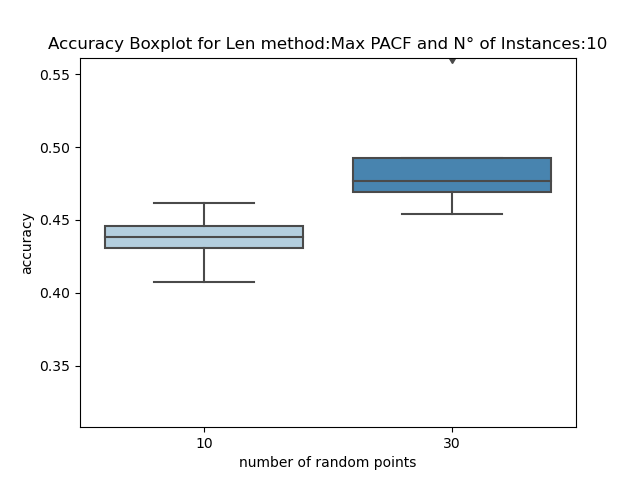 Accuracy Boxplot for Len method:Max PACF and N° of Instances:10
0.55
0.50
0.45
0.40
0.35
accuracy
10
30
number of random points